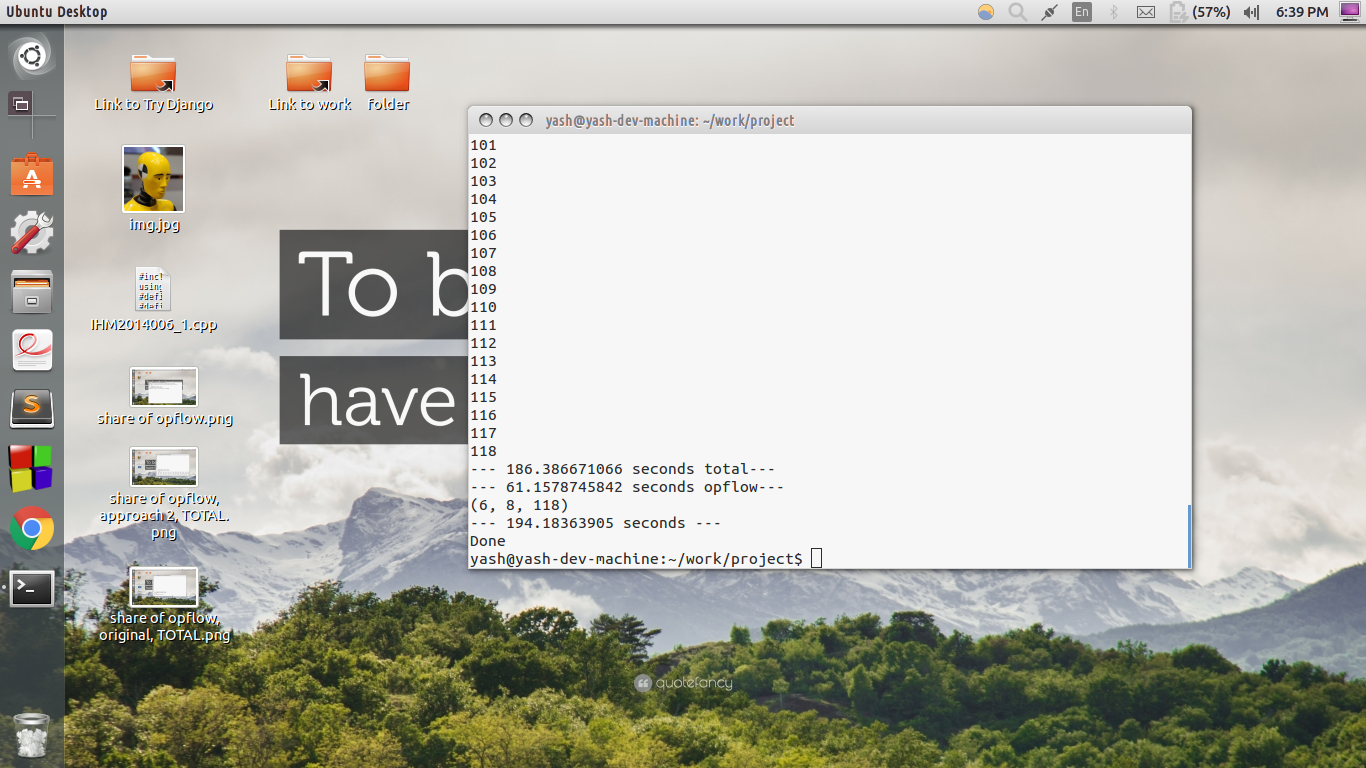 Ubuntu Desktop
En
(57%)
6:39 PM
Link to Try Django
Link to work
folder
img.jpg
#incl
using
#defi
#defi
IHM2014006_1.cpp
share of opflow.png
share of opflow,
approach 2, TOTAL.
png
share of opflow,
original, TOTAL.png
To b
have
yash@yash-dev-machine: ~/work/project
101
102
103
104
105
106
107
108
109
110
111
112
113
114
115
116
117
118
--- 186.386671066 seconds total---
--- 61.1578745842 seconds opflow---
(6, 8, 118)
--- 194.18363905 seconds ---
Done
yash@yash-dev-machine:~/work/project$
quotefancy